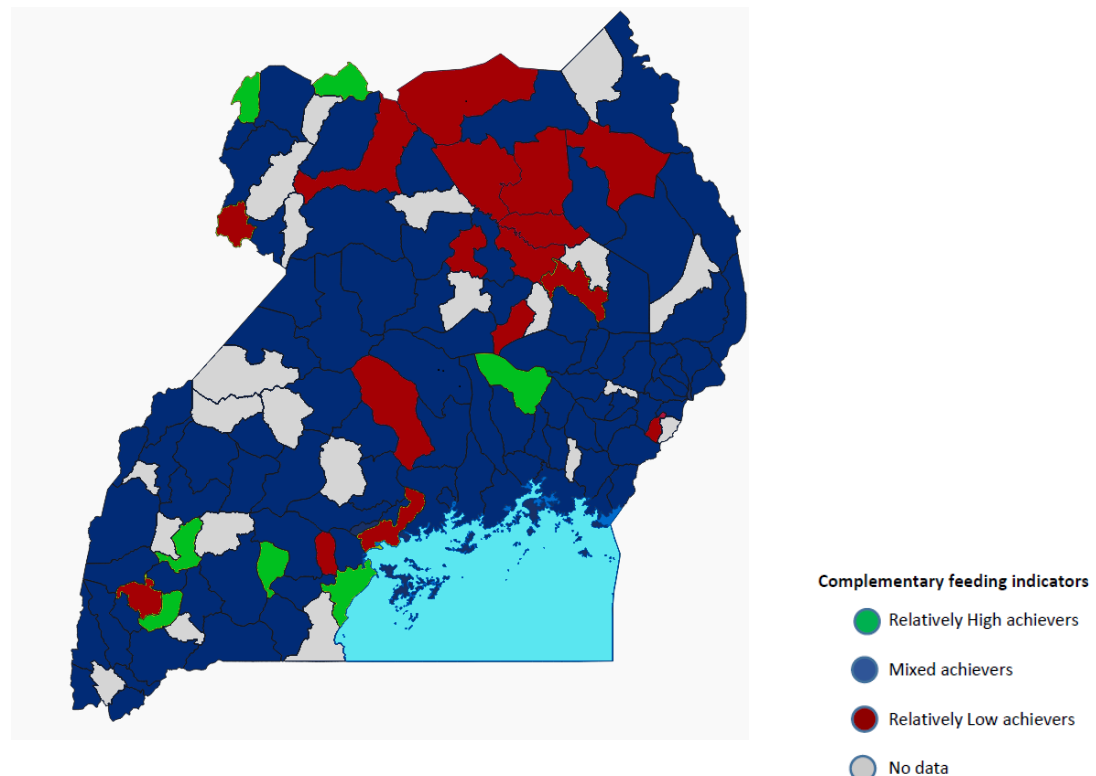 Complementary feeding indicators
Relatively High achievers
Mixed achievers
Relatively Low achievers
No data